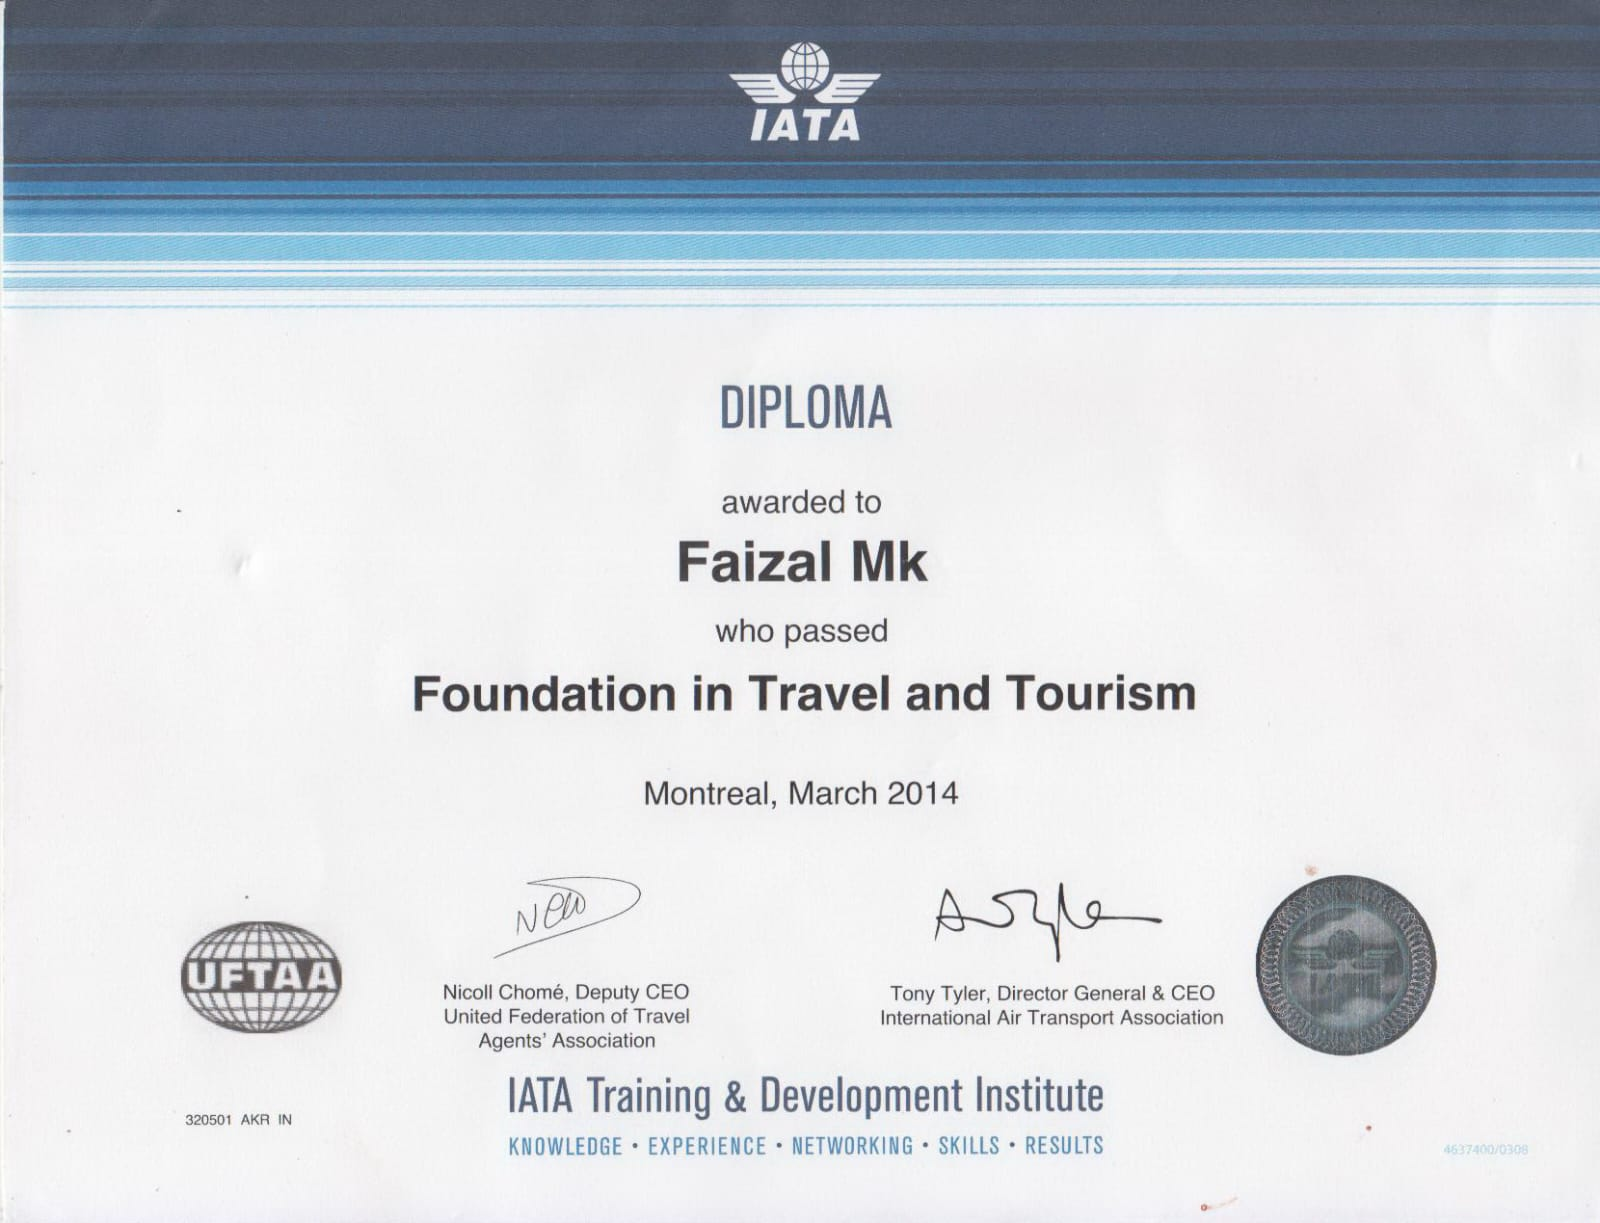 IATA
DIPLOMA
awarded to
Faizal Mk
who passed
Foundation in Travel and Tourism
Montreal, March 2014
UFTAA
Nicoll Chomé, Deputy CEO
United Federation of Travel
Agents' Association
Tony Tyler, Director General & CEO
International Air Transport Association
IATA Training & Development Institute
KNOWLEDGE • EXPERIENCE • NETWORKING • SKILLS • RESULTS
320501 AKR IN
4637400/0308